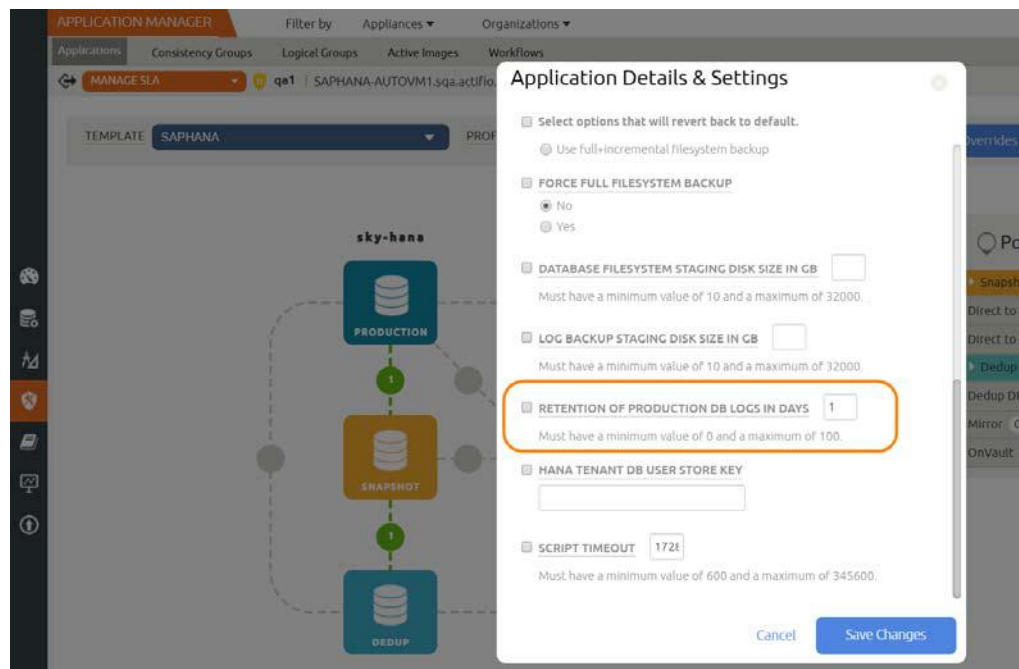 APPLICATION MANAGER
Filter by
Appliances
Organizations
Applications
Consistency Groups
Logical Groups
Active Images
Workflows
MANAGE SLA
qa1
SAPHANA-AUTOVM1.sqa.actifio.
TEMPLATE
SAPHANA
PROF
Overrides
sky-hana
PRODUCTION
1
SNAPSHOT
1
DEDUP
Application Details & Settings
Select options that will revert back to default.
Use full+incremental filesystem backup
FORCE FULL FILESYSTEM BACKUP
No
Yes
DATABASE FILESYSTEM STAGING DISK SIZE IN GB
Must have a minimum value of 10 and a maximum of 32000.
LOG BACKUP STAGING DISK SIZE IN GB
Must have a minimum value of 10 and a maximum of 32000.
RETENTION OF PRODUCTION DB LOGS IN DAYS 1
Must have a minimum value of 0 and a maximum of 100.
HANA TENANT DB USER STORE KEY
SCRIPT TIMEOUT 1728
Must have a minimum value of 600 and a maximum of 345600.
Cancel
Save Changes
Po
Snapsh
Direct to
Direct to
Dedup
Dedup DR
Mirror
OnVault